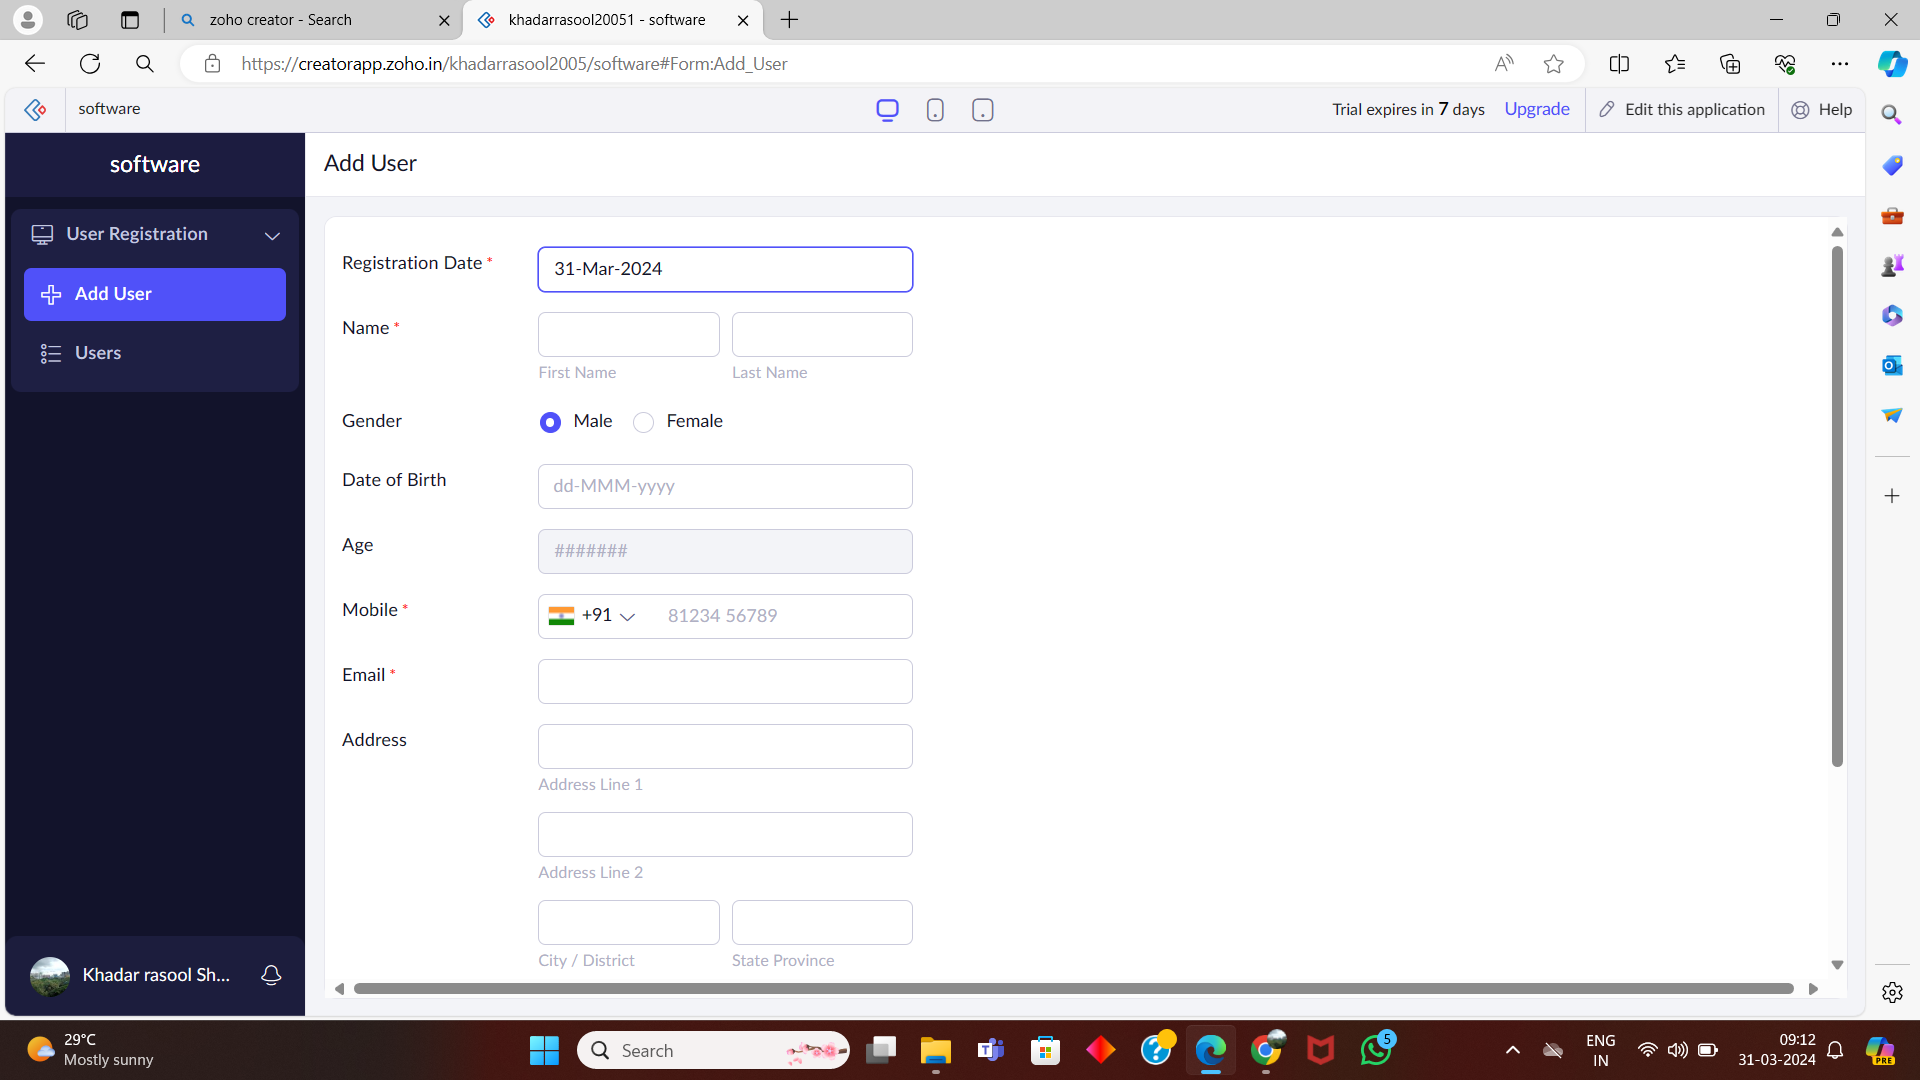 zoho creator - Search
khadarrasool20051 - software
https://creatorapp.zoho.in/khadarrasool2005/software#Form:Add_User
software
Trial expires in 7 days
Upgrade
Edit this application
Help
software
Add User
User Registration
Add User
Users
Registration Date *
31-Mar-2024
Name *
First Name
Last Name
Gender
Male
Female
Date of Birth
dd-MMM-yyyy
Age
#######
Mobile *
+91
81234 56789
Email *
Address
Address Line 1
Address Line 2
City / District
State Province
Khadar rasool Sh...
29°C
Mostly sunny
Search
5
ENG
IN
09:12
31-03-2024
PRE